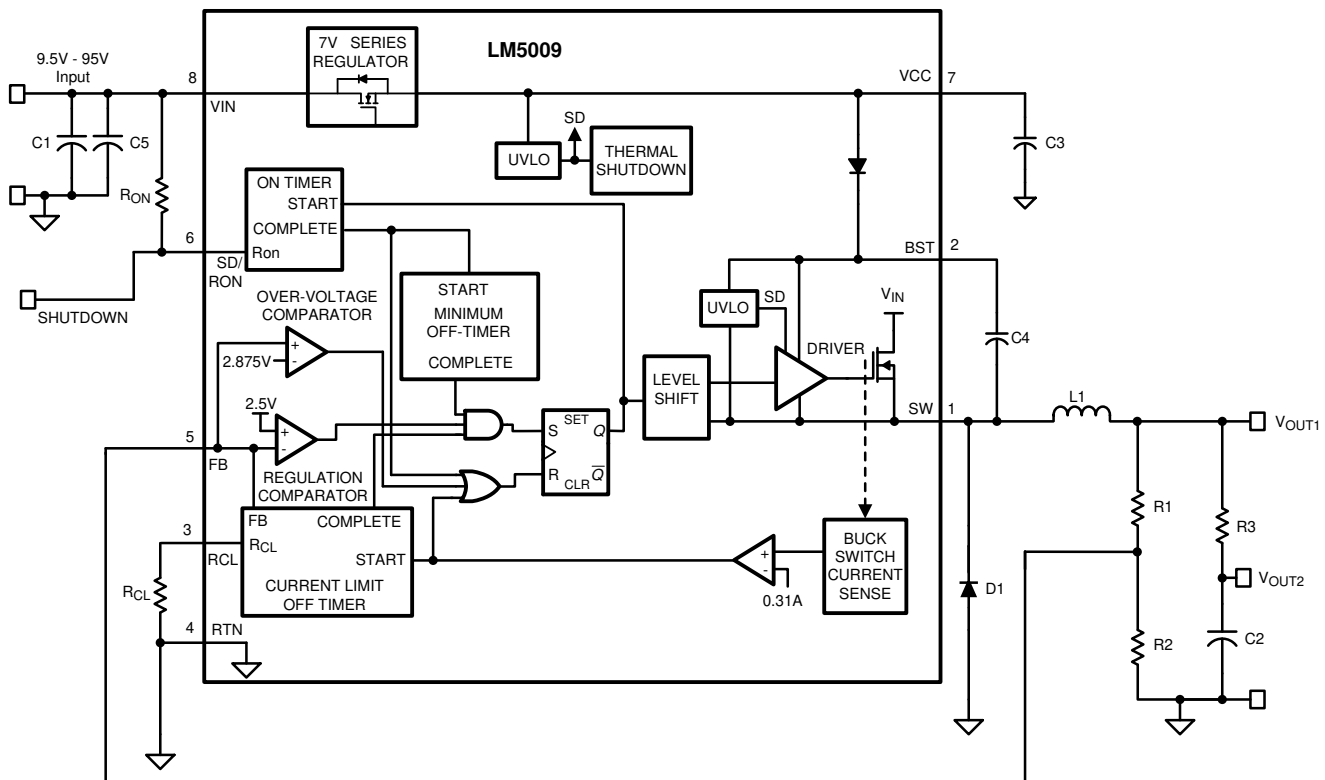 LM5009
7V SERIES
REGULATOR
9.5V - 95V
Input
8
VIN
VCC
7
C1
C5
RON
SD
UVLO
THERMAL
SHUTDOWN
C3
ON TIMER
START
COMPLETE
Ron
6
SD/
RON
SHUTDOWN
BST
2
START
MINIMUM
OFF-TIMER
COMPLETE
OVER-VOLTAGE
COMPARATOR
+
-
2.875V
UVLO
SD
VIN
DRIVER
C4
LEVEL
SHIFT
2.5V
+
-
5
FB
REGULATION
COMPARATOR
S
SET
Q
R
CLR
Q
SW
1
L1
VOUT1
FB
COMPLETE
RCL
START
CURRENT LIMIT
OFF TIMER
3
RCL
RCL
4
RTN
+
-
0.31A
BUCK
SWITCH
CURRENT
SENSE
D1
R1
R3
VOUT2
R2
C2